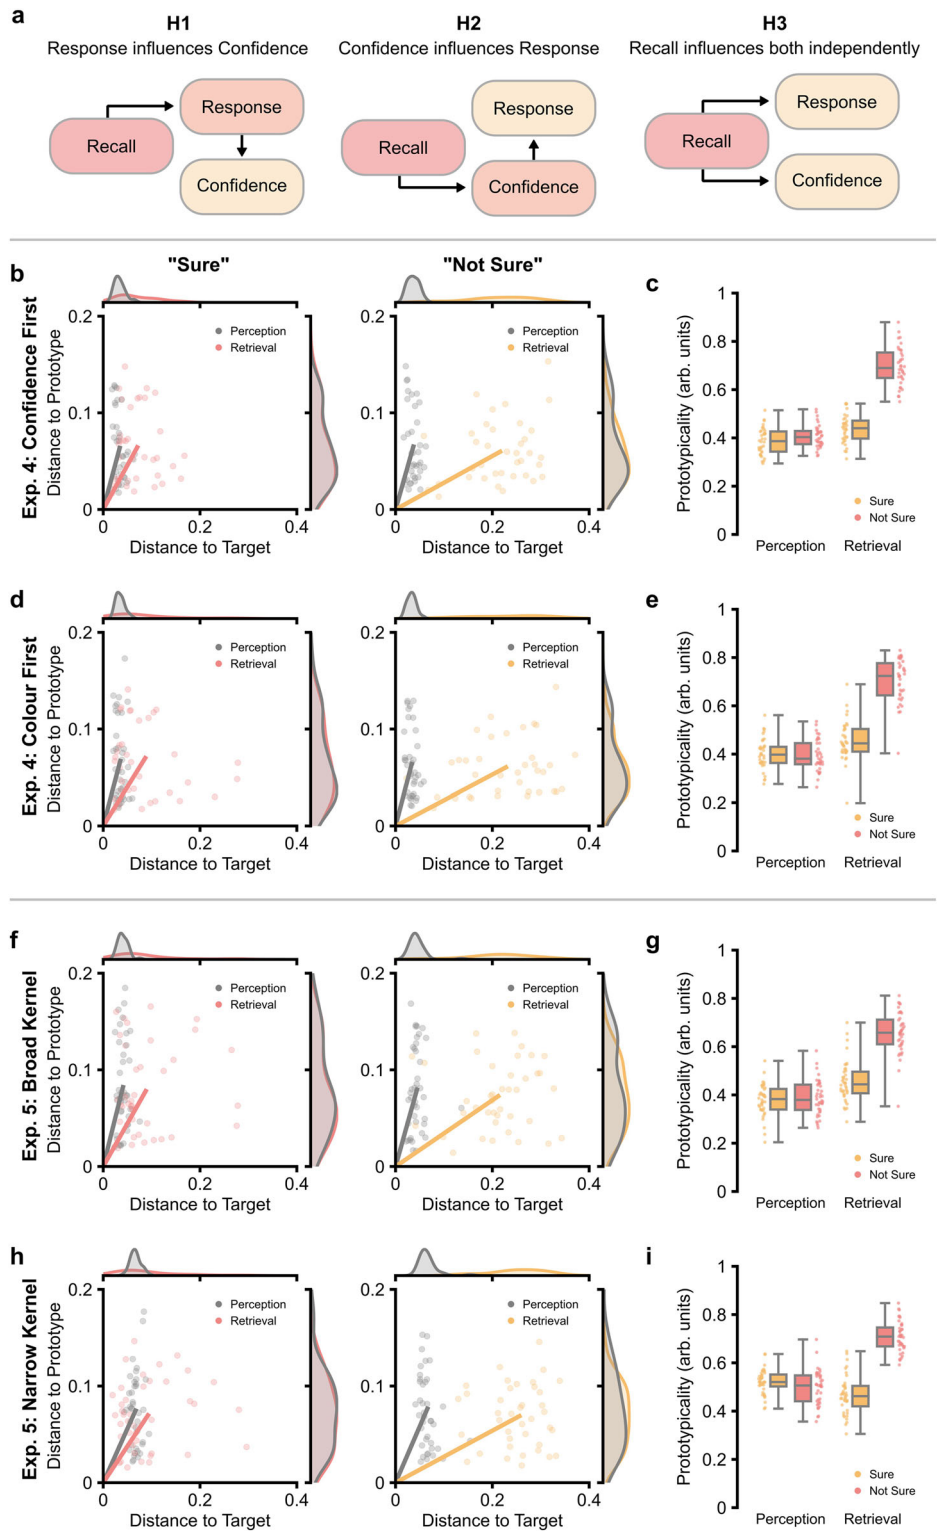 a
H1
Response influences Confidence
Recall
Response
Confidence
H2
Confidence influences Response
Recall
Response
Confidence
H3
Recall influences both independently
Recall
Response
Confidence
b
Exp. 4: Confidence First
"Sure"
Distance to Prototype
0.2
0.1
0
0
0.2
0.4
Distance to Target
Perception
Retrieval
"Not Sure"
0.2
0.1
0
0
0.2
0.4
Distance to Target
Perception
Retrieval
c
Prototypicality (arb. units)
1
0.8
0.6
0.4
0.2
0
Sure
Not Sure
Perception
Retrieval
d
Exp. 4: Colour First
Distance to Prototype
0.2
0.1
0
0
0.2
0.4
Distance to Target
Perception
Retrieval
0.2
0.1
0
0
0.2
0.4
Distance to Target
Perception
Retrieval
e
Prototypicality (arb. units)
1
0.8
0.6
0.4
0.2
0
Sure
Not Sure
Perception
Retrieval
f
Exp. 5: Broad Kernel
Distance to Prototype
0.2
0.1
0
0
0.2
0.4
Distance to Target
Perception
Retrieval
0.2
0.1
0
0
0.2
0.4
Distance to Target
Perception
Retrieval
g
Prototypicality (arb. units)
1
0.8
0.6
0.4
0.2
0
Sure
Not Sure
Perception
Retrieval
h
Exp. 5: Narrow Kernel
Distance to Prototype
0.2
0.1
0
0
0.2
0.4
Distance to Target
Perception
Retrieval
0.2
0.1
0
0
0.2
0.4
Distance to Target
Perception
Retrieval
i
Prototypicality (arb. units)
1
0.8
0.6
0.4
0.2
0
Sure
Not Sure
Perception
Retrieval